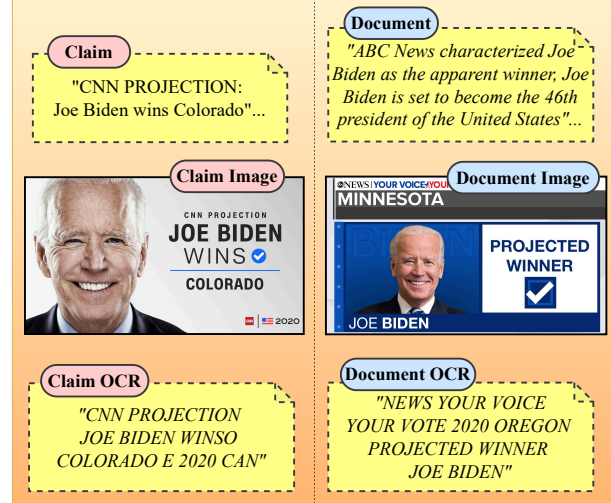 Claim
"CNN PROJECTION:
Joe Biden wins Colorado"...
Claim Image
CNN PROJECTION
JOE BIDEN
WINS
COLORADO
CNN
2020
Claim OCR
"CNN PROJECTION
JOE BIDEN WINSO
COLORADO E 2020 CAN"
Document
"ABC News characterized Joe
Biden as the apparent winner, Joe
Biden is set to become the 46th
president of the United States"...
Document Image
NEWS YOUR VOICE YOU
MINNESOTA
BIDEN
PROJECTED
WINNER
JOE BIDEN
Document OCR
"NEWS YOUR VOICE
YOUR VOTE 2020 OREGON
PROJECTED WINNER
JOE BIDEN"